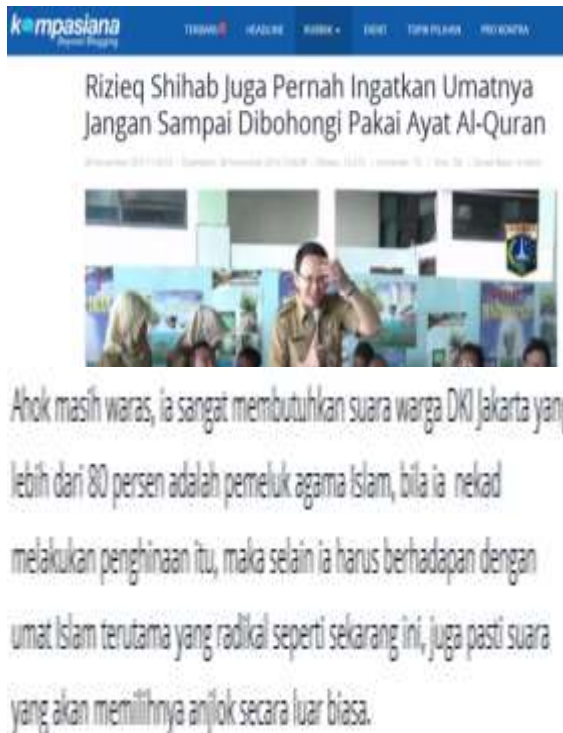 kompasiana
Beyond Blogging
TERBARU HEADLINE RUBRIK EVENT TOPIK PILIHAN PRO KONTRA
Rizieq Shihab Juga Pernah Ingatkan Umatnya
Jangan Sampai Dibohongi Pakai Ayat Al-Quran
Ahok masih waras, ia sangat membutuhkan suara warga DKI Jakarta yang
lebih dari 80 persen adalah pemeluk agama Islam, bila ia nekad
melakukan penghinaan itu, maka selain ia harus berhadapan dengan
umat Islam terutama yang radikal seperti sekarang ini, juga pasti suara
yang akan memilihnya anjlok secara luar biasa.